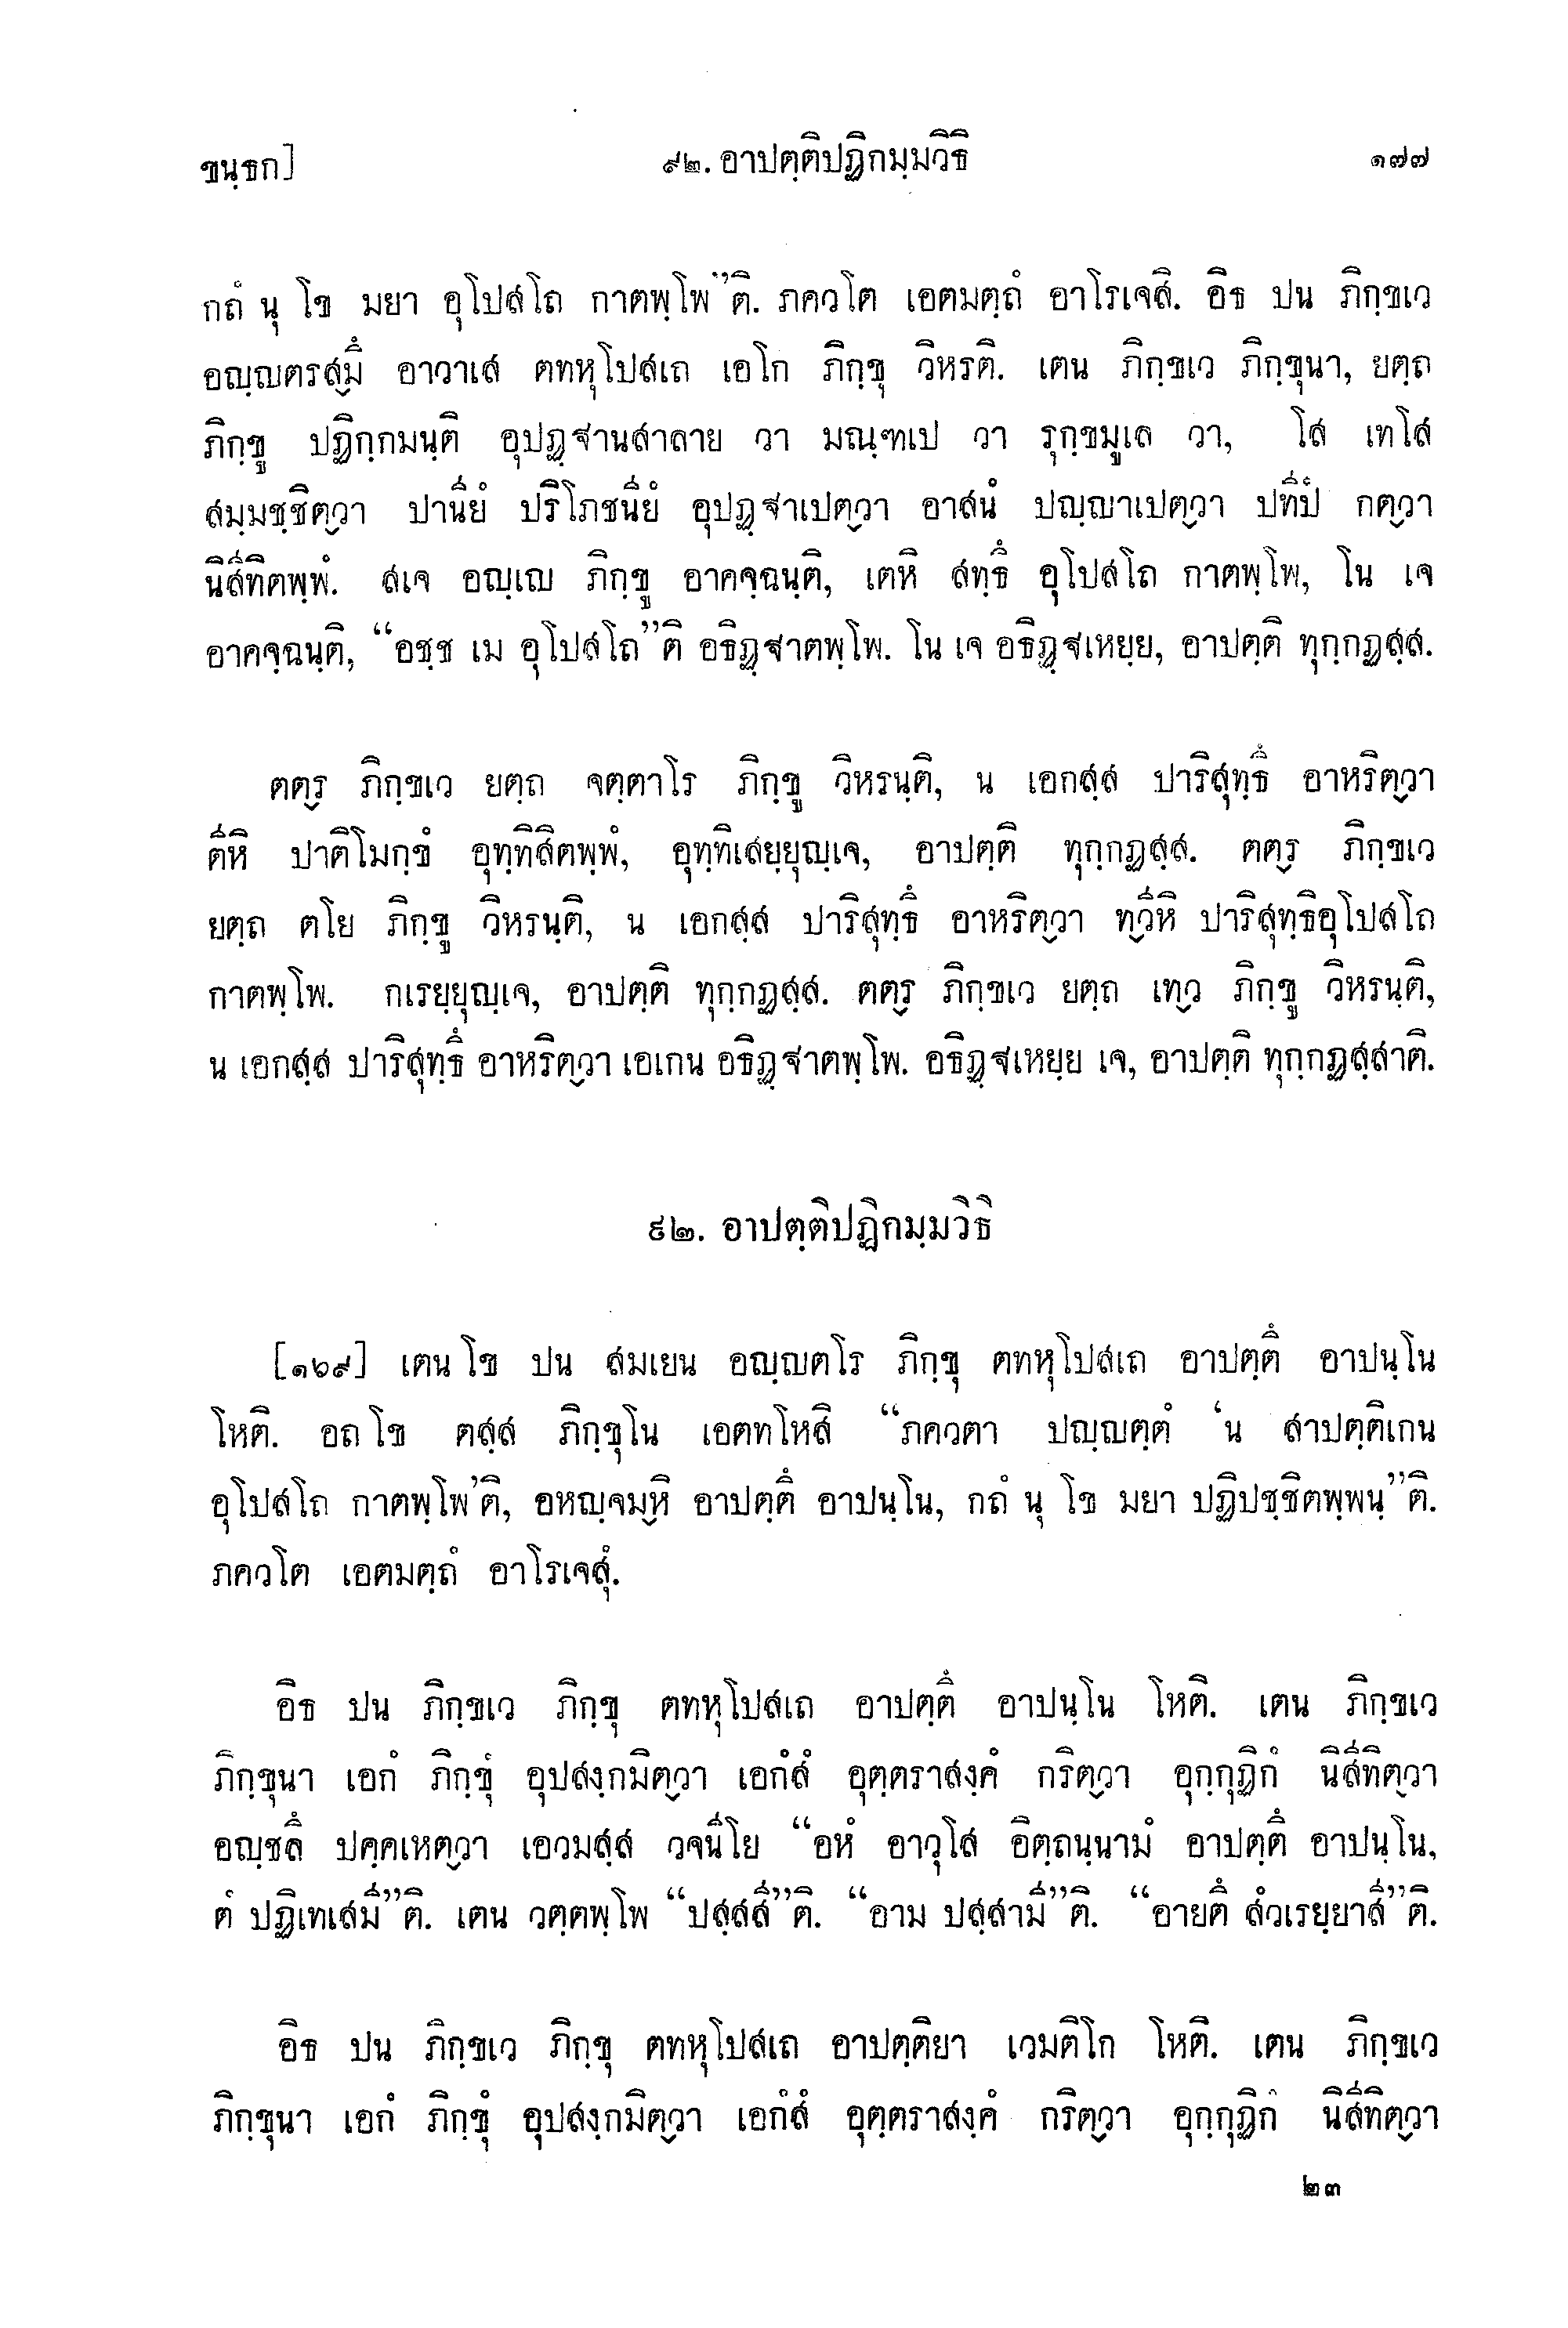 ขนฺธก] ๙๒. อาปตฺติปฏิกมฺมวิธิ ๑๗๗
กถํ นุ โข มยา อุโปสโถ กาตพฺโพ”ติ. ภควโต เอตมตฺถํ อาโรเจสิ. อิธ ปน ภิกฺขเว
อญฺญตรสฺมึ อาวาเส ตทหุโปสเถ เอโก ภิกฺขุ วิหรติ. เตน ภิกฺขเว ภิกฺขุนา, ยตฺถ
ภิกฺขู ปฏิกฺกมนฺติ อุปฏฺฐานสาลาย วา มณฺฑเป วา รุกฺขมูเล วา, โส เทโส
สมฺมชฺชิตฺวา ปานียํ ปริโภชนียํ อุปฏฺฐาเปตฺวา อาสนํ ปญฺญาเปตฺวา ปทีปํ กตฺวา
นิสีทิตพฺพํ. สเจ อญฺเญ ภิกฺขู อาคจฺฉนฺติ, เตหิ สทฺธึ อุโปสโถ กาตพฺโพ, โน เจ
อาคจฺฉนฺติ, “อชฺช เม อุโปสโถ”ติ อธิฏฺฐาตพฺโพ. โน เจ อธิฏฺฐเหยฺย, อาปตฺติ ทุกฺกฏสฺส.
ตตฺร ภิกฺขเว ยตฺถ จตฺตาโร ภิกฺขู วิหรนฺติ, น เอกสฺส ปาริสุทฺธึ อาหริตฺวา
ตีหิ ปาติโมกฺขํ อุทฺทิสิตพฺพํ, อุทฺทิเสยฺยุญฺเจ, อาปตฺติ ทุกฺกฏสฺส. ตตฺร ภิกฺขเว
ยตฺถ ตโย ภิกฺขู วิหรนฺติ, น เอกสฺส ปาริสุทฺธึ อาหริตฺวา ทฺวีหิ ปาริสุทฺธิอุโปสโถ
กาตพฺโพ. กเรยฺยุญฺเจ, อาปตฺติ ทุกฺกฏสฺส. ตตฺร ภิกฺขเว ยตฺถ เทฺว ภิกฺขู วิหรนฺติ,
น เอกสฺส ปาริสุทฺธึ อาหริตฺวา เอเกน อธิฏฺฐาตพฺโพ. อธิฏฺฐเหยฺย เจ, อาปตฺติ ทุกฺกฏสฺสาติ.
๙๒. อาปตฺติปฏิกมฺมวิธิ
[๑๖๙] เตน โข ปน สมเยน อญฺญตโร ภิกฺขุ ตทหุโปสเถ อาปตฺตึ อาปนฺโน
โหติ. อถ โข ตสฺส ภิกฺขุโน เอตทโหสิ “ภควตา ปญฺญตฺตํ ‘น สาปตฺติเกน
อุโปสโถ กาตพฺโพ’ติ, อหญฺจมฺหิ อาปตฺตึ อาปนฺโน, กถํ นุ โข มยา ปฏิปชฺชิตพฺพนฺ”ติ.
ภควโต เอตมตฺถํ อาโรเจสุํ.
อิธ ปน ภิกฺขเว ภิกฺขุ ตทหุโปสเถ อาปตฺตึ อาปนฺโน โหติ. เตน ภิกฺขเว
ภิกฺขุนา เอกํ ภิกฺขุํ อุปสงฺกมิตฺวา เอกํสํ อุตฺตราสงฺคํ กริตฺวา อุกฺกุฏิกํ นิสีทิตฺวา
อญฺชลึ ปคฺคเหตฺวา เอวมสฺส วจนีโย “อหํ อาวุโส อิตฺถนฺนามํ อาปตฺตึ อาปนฺโน,
ตํ ปฏิเทเสมี”ติ. เตน วตฺตพฺโพ “ปสฺสสี”ติ. “อาม ปสฺสามี”ติ. “อายตึ สํวเรยฺยาสี”ติ.
อิธ ปน ภิกฺขเว ภิกฺขุ ตทหุโปสเถ อาปตฺติยา เวมติโก โหติ. เตน ภิกฺขเว
ภิกฺขุนา เอกํ ภิกฺขุํ อุปสงฺกมิตฺวา เอกํสํ อุตฺตราสงฺคํ กริตฺวา อุกฺกุฏิกํ นิสีทิตฺวา
๒๓